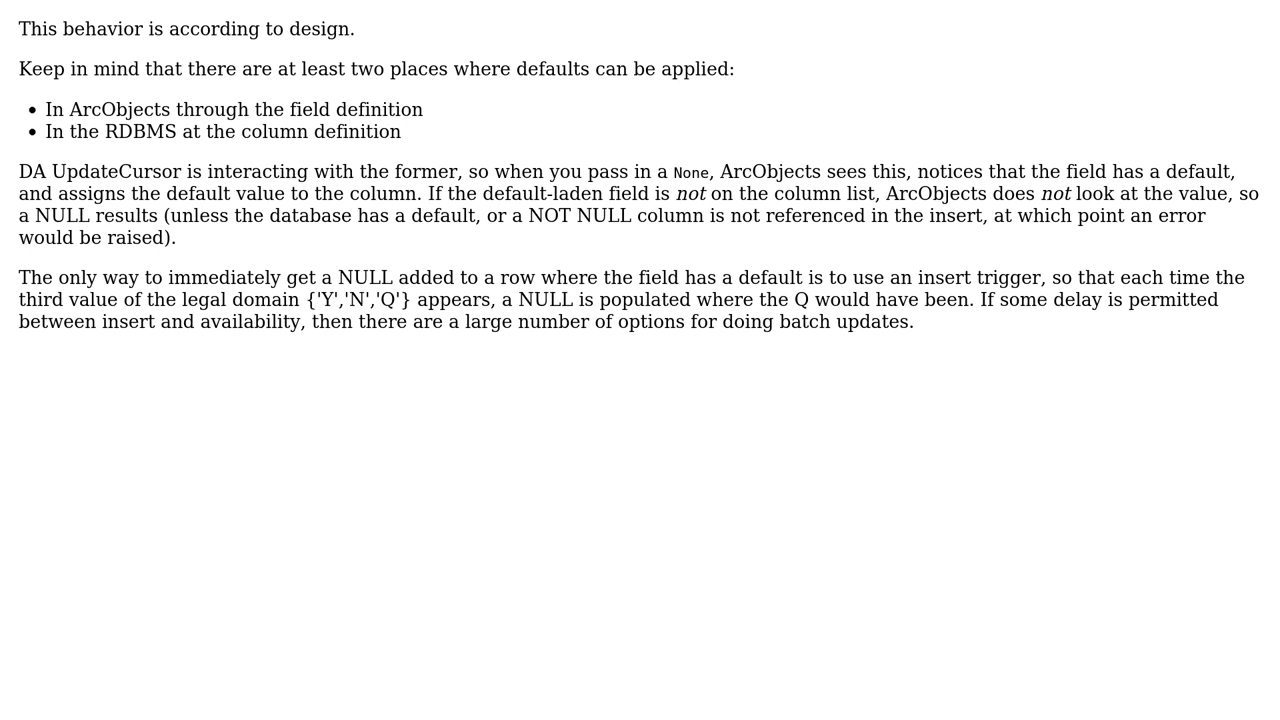 This behavior is according to design.
Keep in mind that there are at least two places where defaults can be applied:
• In ArcObjects through the field definition
• In the RDBMS at the column definition
DA UpdateCursor is interacting with the former, so when you pass in a None, ArcObjects sees this, notices that the field has a default,
and assigns the default value to the column. If the default-laden field is not on the column list, ArcObjects does not look at the value, so
a NULL results (unless the database has a default, or a NOT NULL column is not referenced in the insert, at which point an error
would be raised).
The only way to immediately get a NULL added to a row where the field has a default is to use an insert trigger, so that each time the
third value of the legal domain {'Y','N','Q'} appears, a NULL is populated where the Q would have been. If some delay is permitted
between insert and availability, then there are a large number of options for doing batch updates.